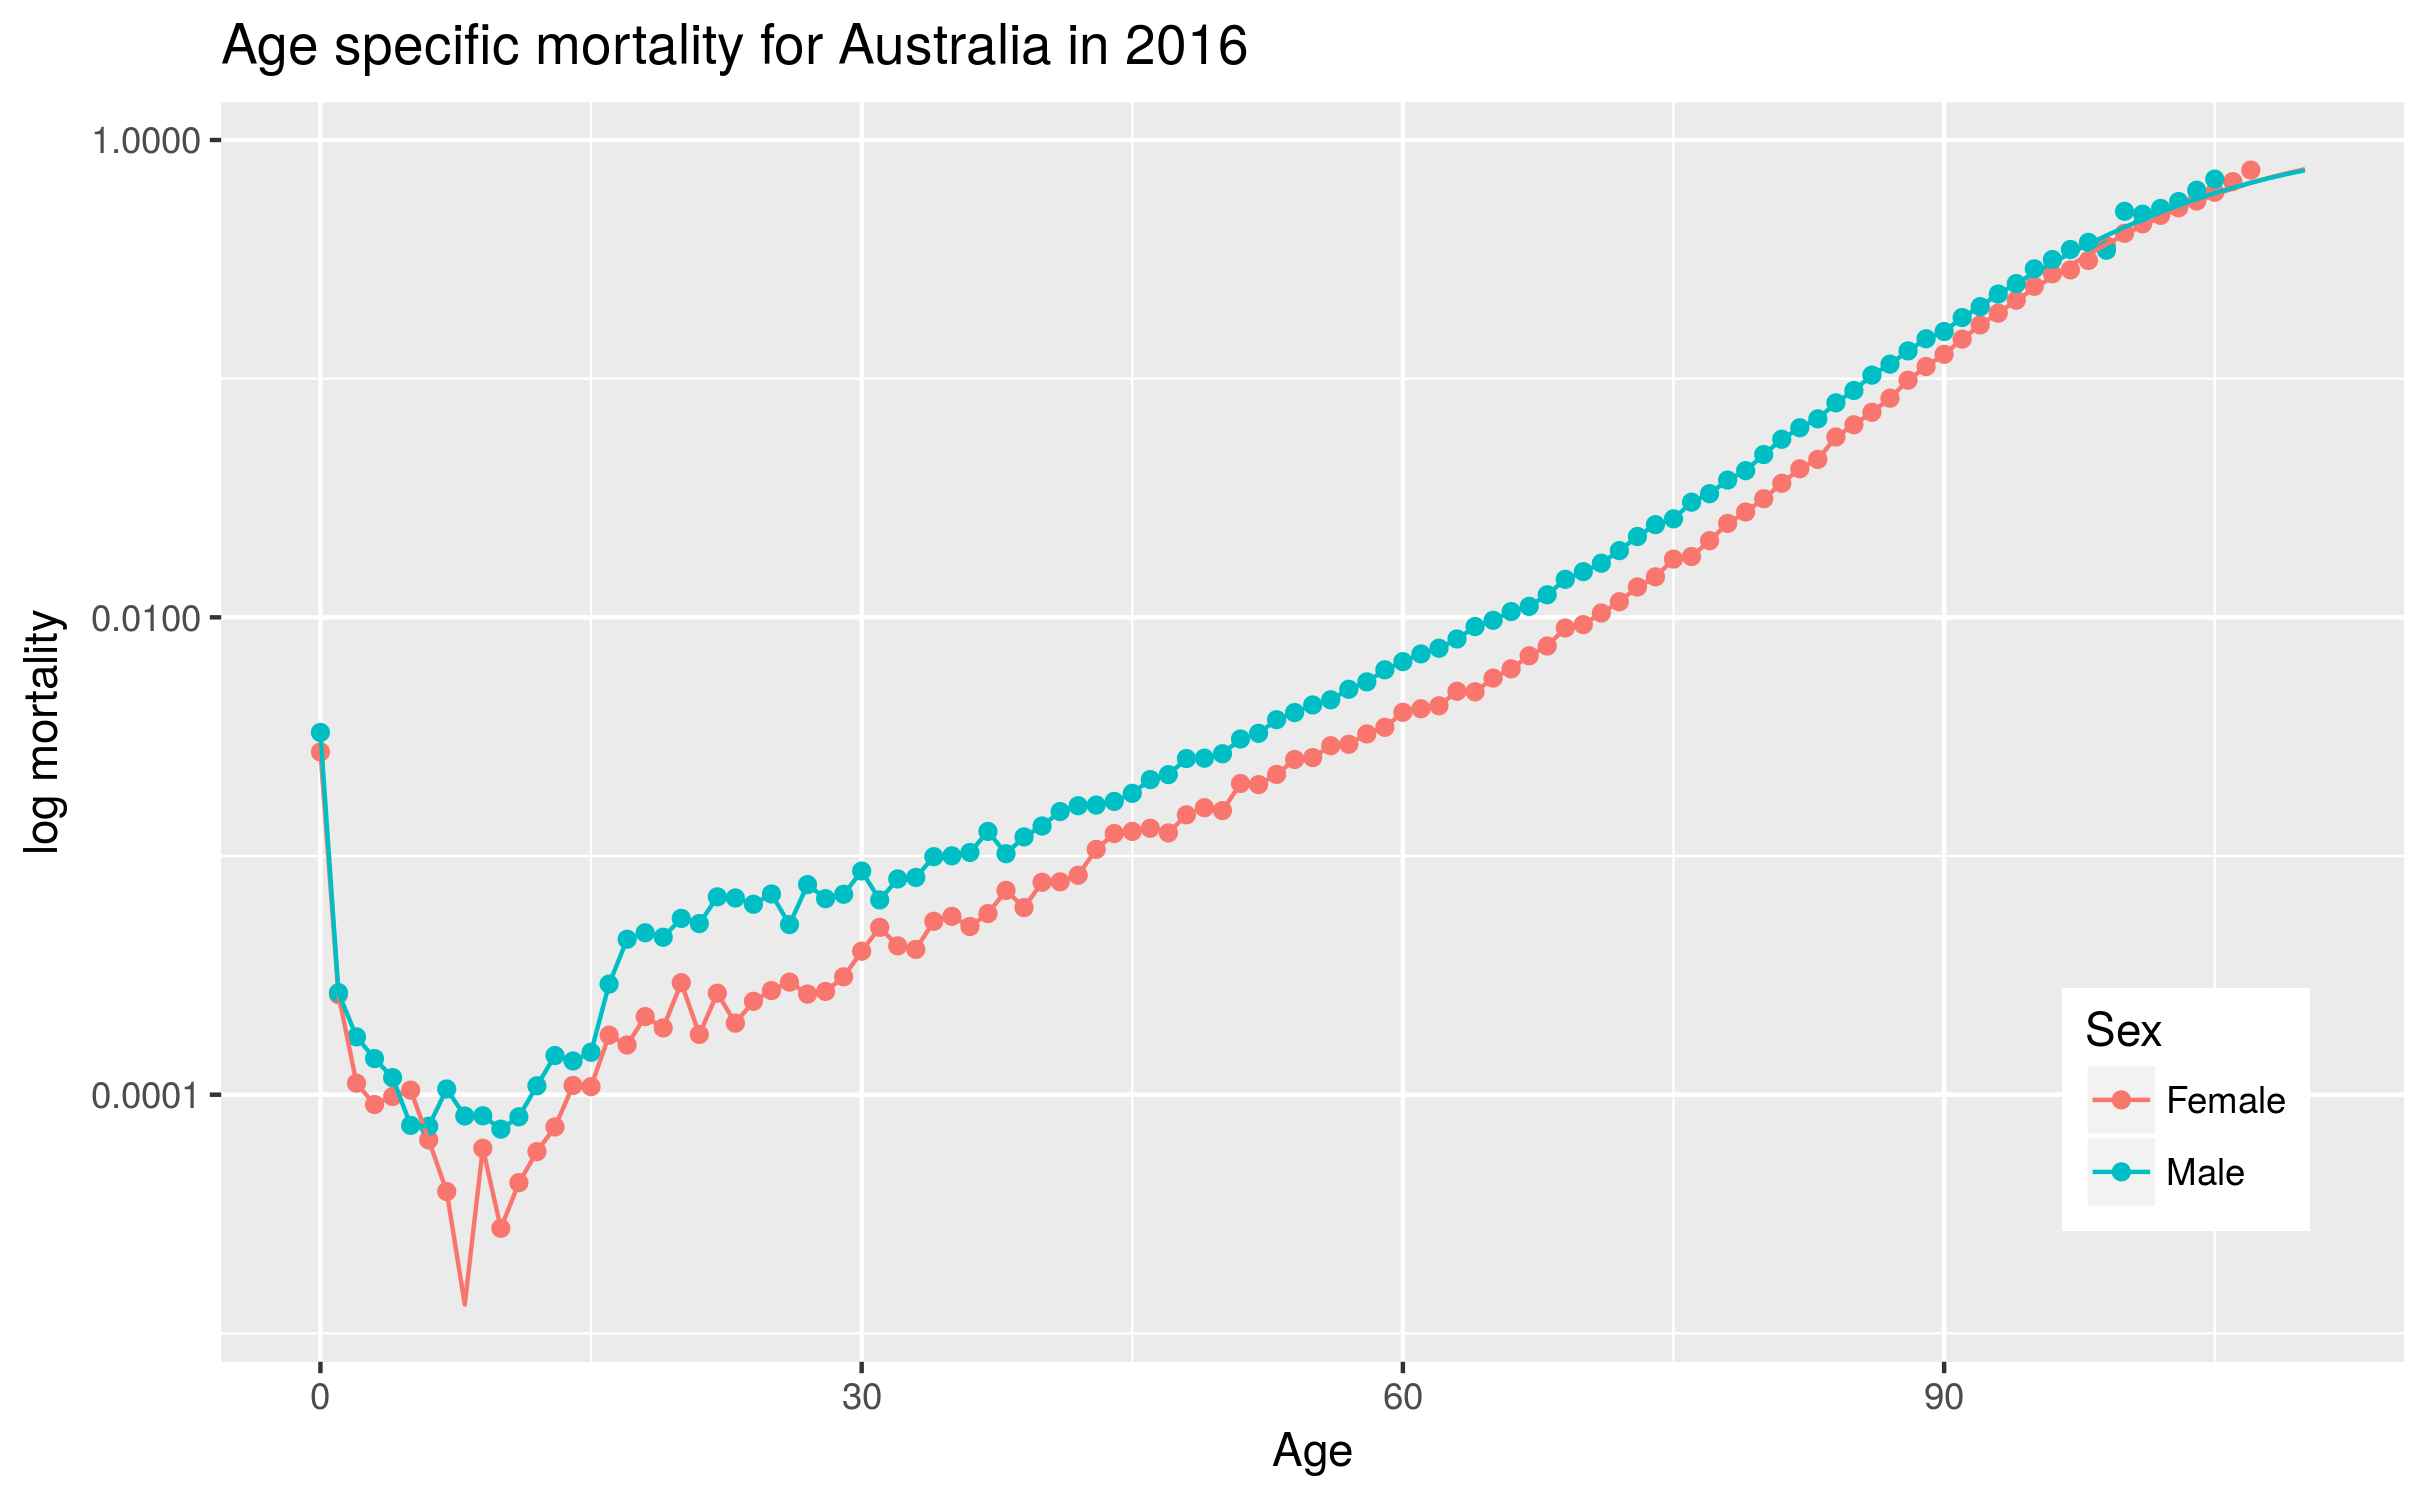 Age specific mortality for Australia in 2016
1.0000
0.0100
0.0001
log mortality
0
30
60
90
Age
Sex
Female
Male